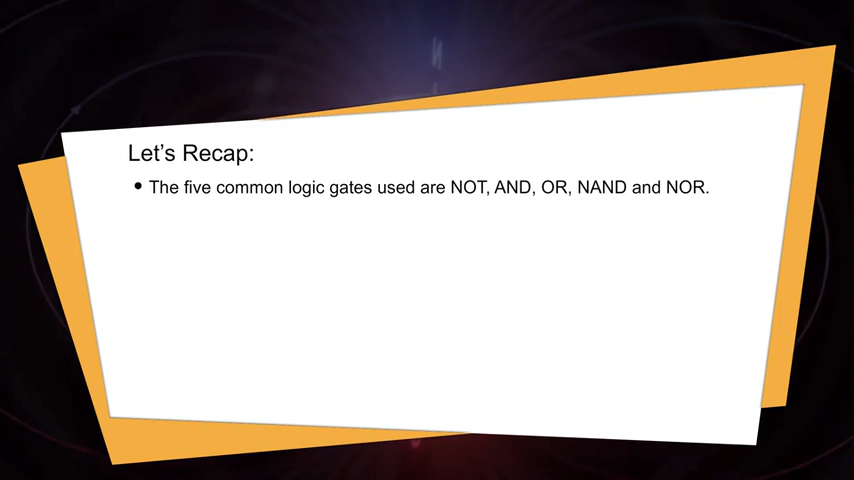 Let’s Recap:
• The five common logic gates used are NOT, AND, OR, NAND and NOR.